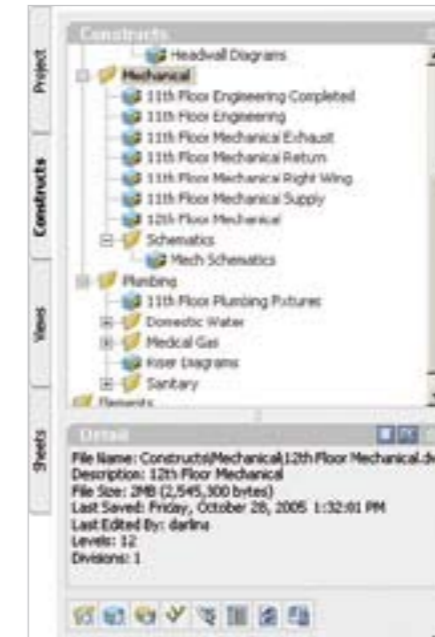 Project
Constructs
Views
Sheets
Constructs
Headwall Diagrams
Mechanical
11th Floor Engineering Completed
11th Floor Engineering
11th Floor Mechanical Exhaust
11th Floor Mechanical Return
11th Floor Mechanical Right Wing
11th Floor Mechanical Supply
12th Floor Mechanical
Schematics
Mech Schematics
Plumbing
11th Floor Plumbing Fixtures
Domestic Water
Medical Gas
Riser Diagrams
Sanitary
Elements
Detail
File Name: Constructs\Mechanical\12th Floor Mechanical.dw
Description: 12th Floor Mechanical
File Size: 2MB (2,545,300 bytes)
Last Saved: Friday, October 28, 2005 1:32:01 PM
Last Edited By: darlina
Levels: 12
Divisions: 1